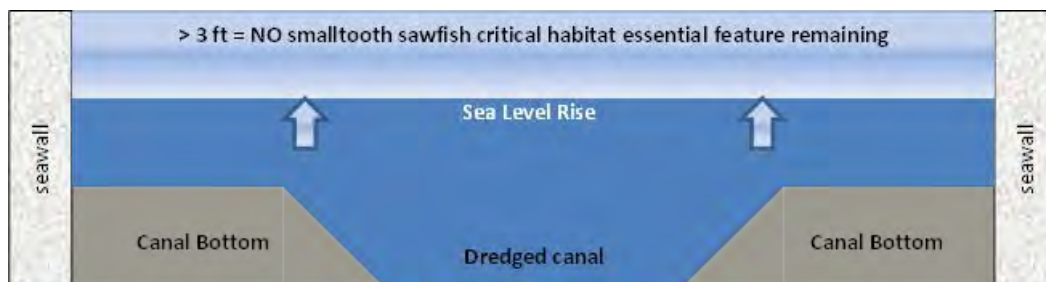 > 3 ft = NO smalltooth sawfish critical habitat essential feature remaining
Sea Level Rise
seawall
seawall
Canal Bottom
Canal Bottom
Dredged canal